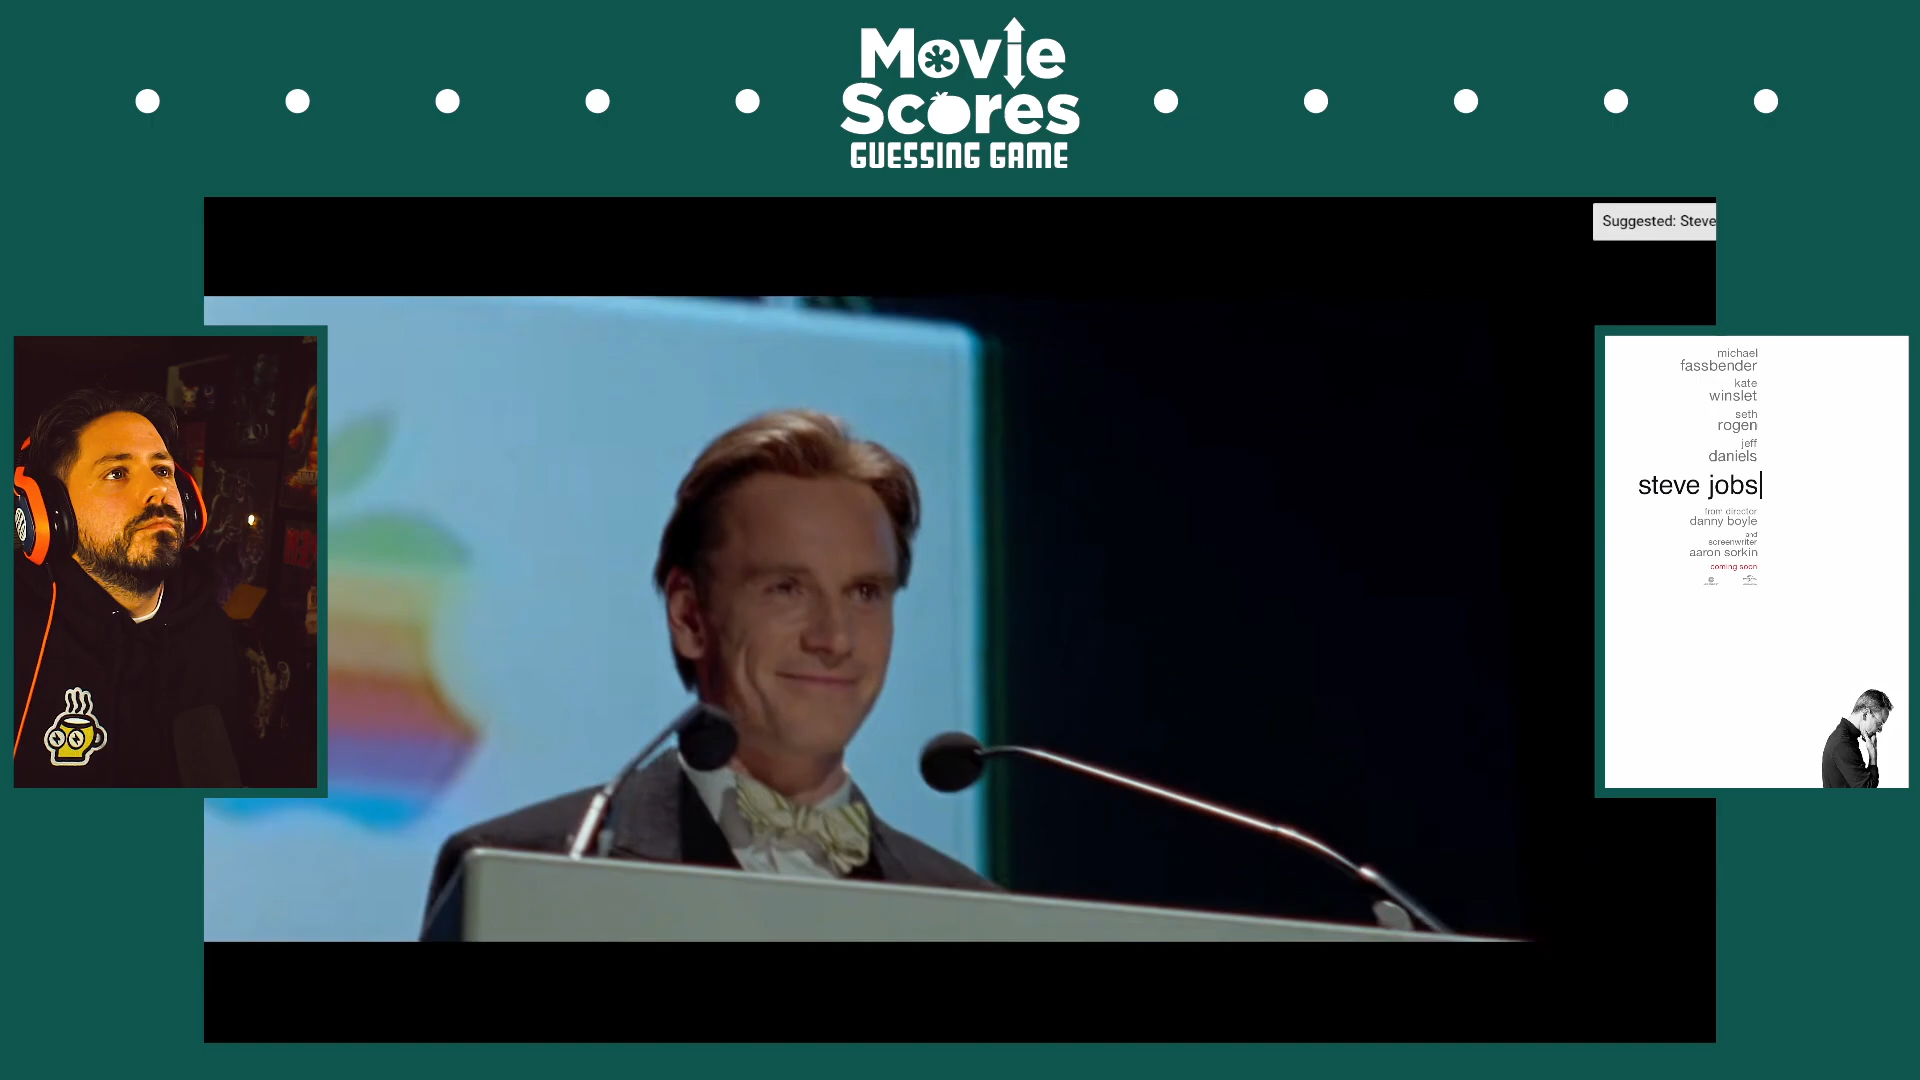 Movie
Scores
GUESSING GAME
Suggested: Steve
michael
fassbender
kate
winslet
seth
rogen
jeff
daniels
steve jobs
from director
danny boyle
and
screenwriter
aaron sorkin
coming soon